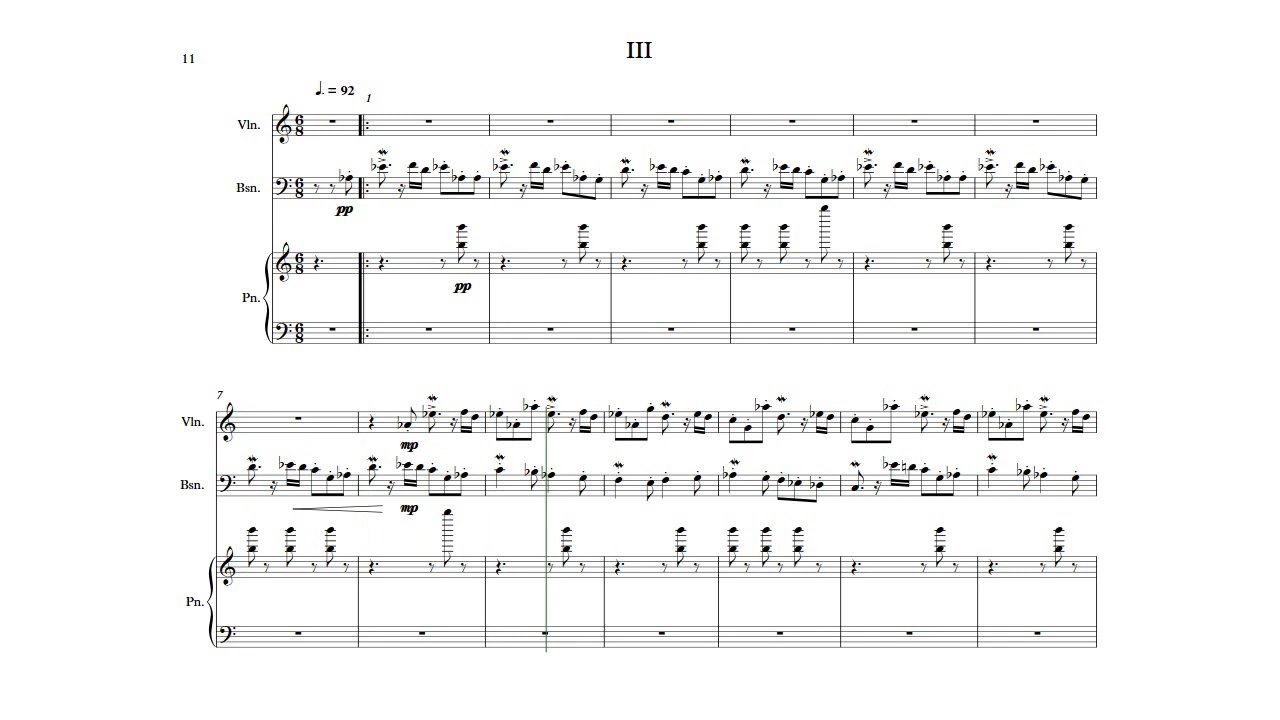 III
11
♩. = 92
1
Vln.
Bsn.
pp
pp
Pn.
7
Vln.
mp
Bsn.
mp
Pn.